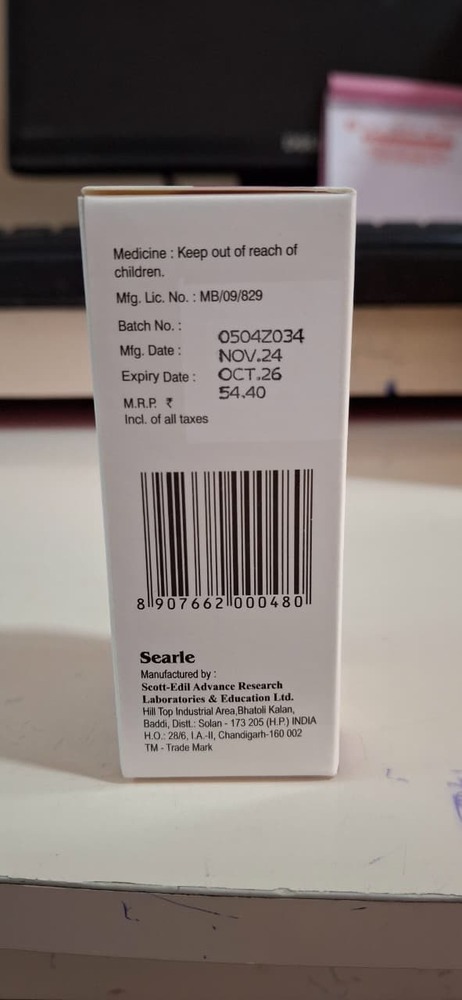 Medicine : Keep out of reach of
children.
Mfg. Lic. No. : MB/09/829
Batch No. :
0504Z034
Mfg. Date :
NOV.24
Expiry Date :
OCT.26
M.R.P. ₹
54.40
Incl. of all taxes
8 907662 000480
Searle
Manufactured by :
Scott-Edil Advance Research
Laboratories & Education Ltd.
Hill Top Industrial Area,Bhatoli Kalan,
Baddi, Distt.: Solan - 173 205 (H.P.) INDIA
H.O.: 28/6, I.A.-II, Chandigarh-160 002
TM - Trade Mark